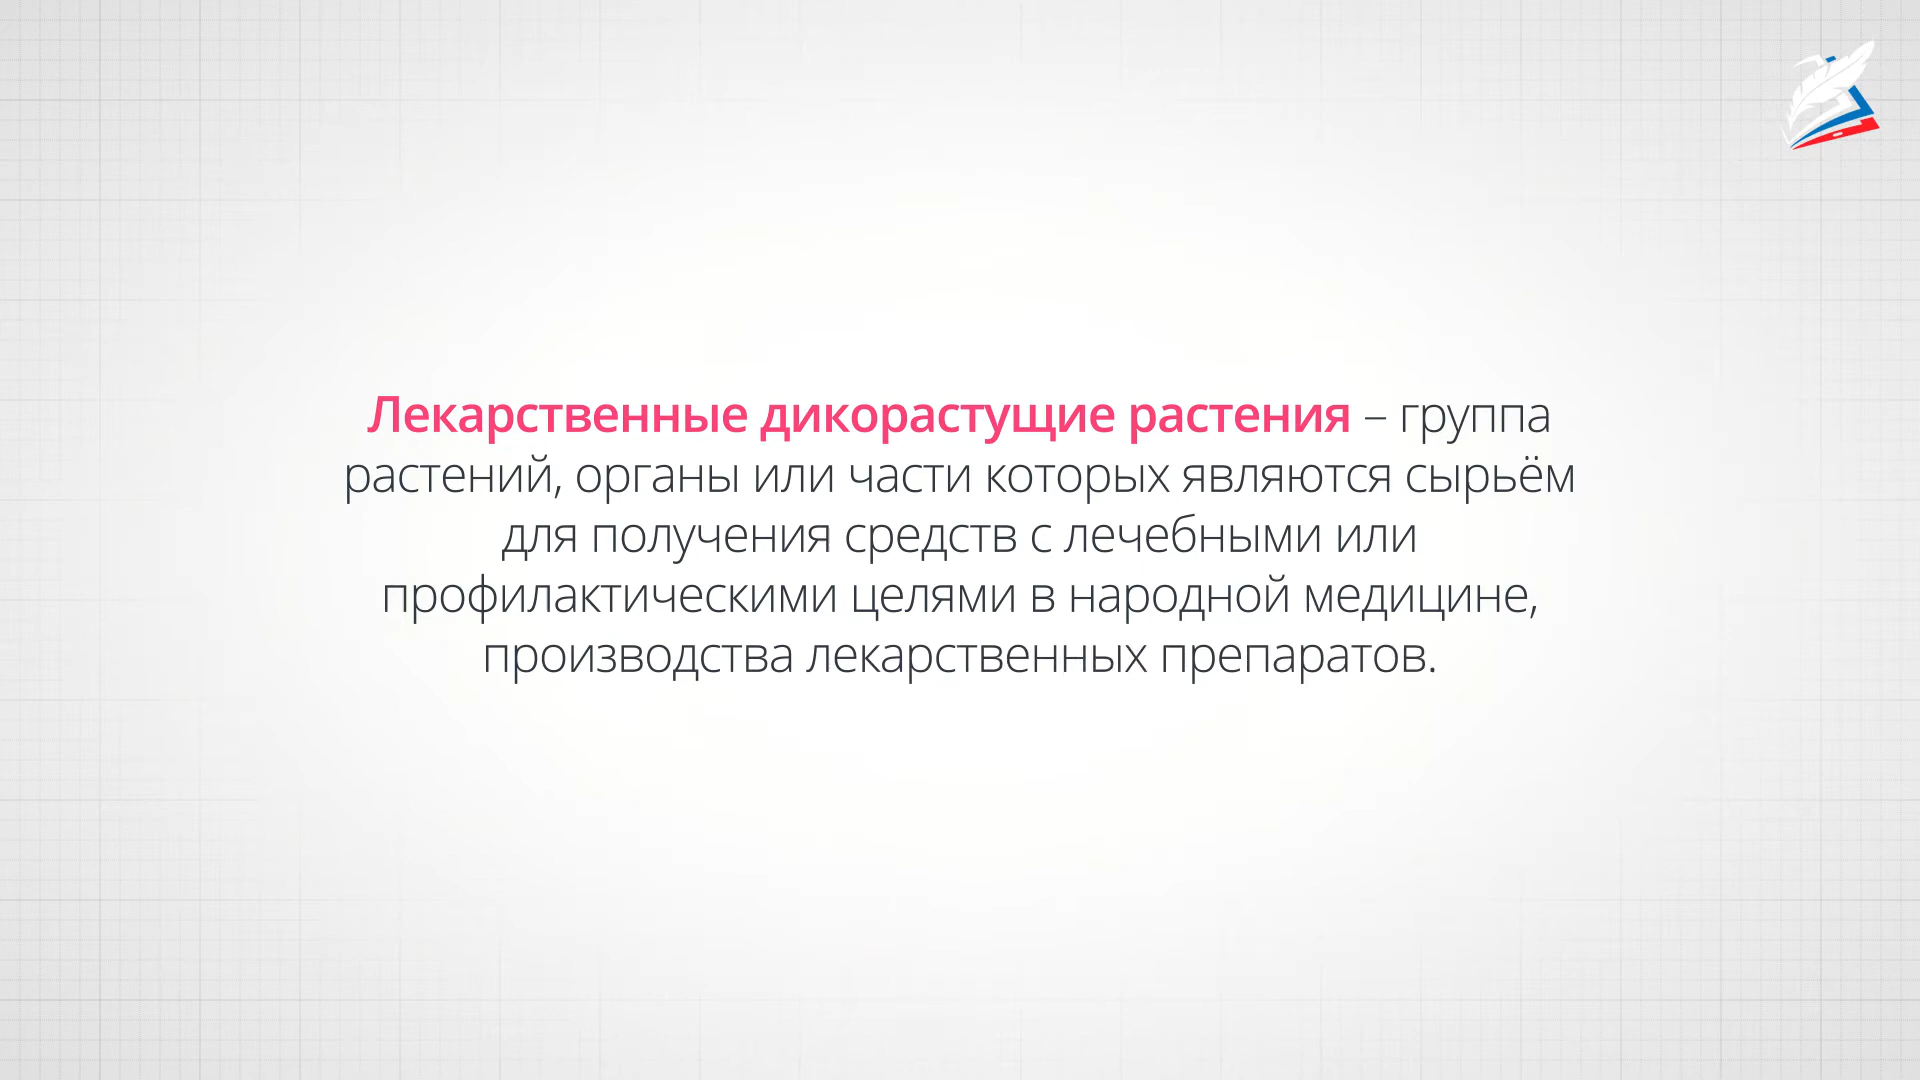 Лекарственные дикорастущие растения – группа
растений, органы или части которых являются сырьём
для получения средств с лечебными или
профилактическими целями в народной медицине,
производства лекарственных препаратов.